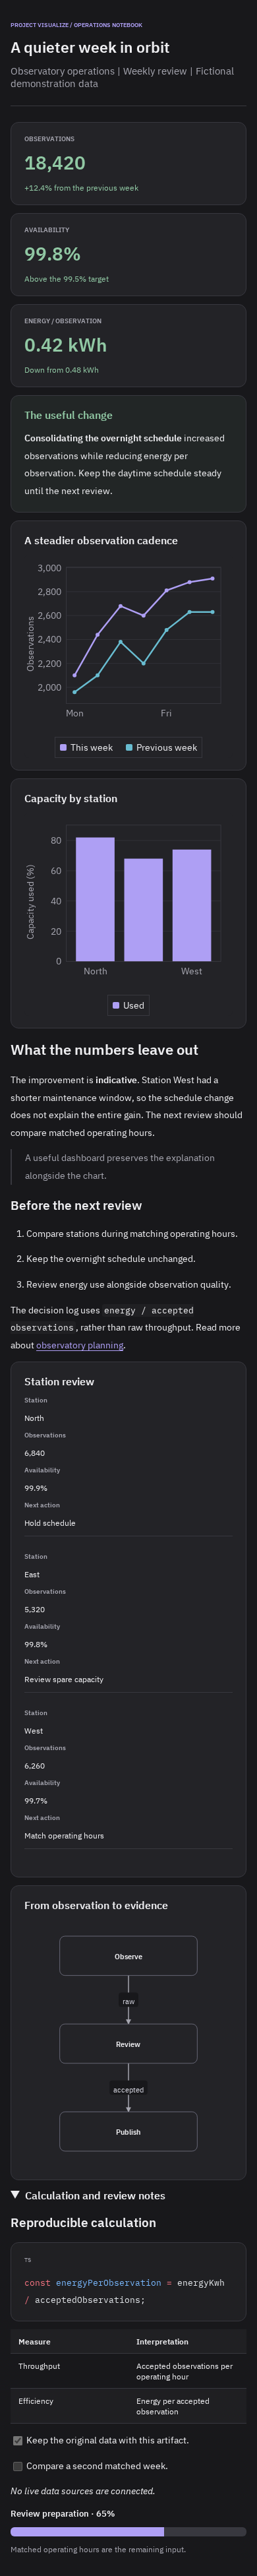 PROJECT VISUALIZE / OPERATIONS NOTEBOOK
A quieter week in orbit
Observatory operations | Weekly review | Fictional
demonstration data
OBSERVATIONS
18,420
+12.4% from the previous week
AVAILABILITY
99.8%
Above the 99.5% target
ENERGY / OBSERVATION
0.42 kWh
Down from 0.48 kWh
The useful change
Consolidating the overnight schedule increased
observations while reducing energy per
observation. Keep the daytime schedule steady
until the next review.
A steadier observation cadence
3,000
2,800
2,600
2,400
2,200
2,000
Observations
Mon
Fri
This week
Previous week
Capacity by station
80
60
40
20
0
Capacity used (%)
North
West
Used
What the numbers leave out
The improvement is indicative. Station West had a
shorter maintenance window, so the schedule change
does not explain the entire gain. The next review should
compare matched operating hours.
A useful dashboard preserves the explanation
alongside the chart.
Before the next review
1. Compare stations during matching operating hours.
2. Keep the overnight schedule unchanged.
3. Review energy use alongside observation quality.
The decision log uses energy / accepted
observations, rather than raw throughput. Read more
about observatory planning.
Station review
Station
North
Observations
6,840
Availability
99.9%
Next action
Hold schedule
Station
East
Observations
5,320
Availability
99.8%
Next action
Review spare capacity
Station
West
Observations
6,260
Availability
99.7%
Next action
Match operating hours
From observation to evidence
Observe
raw
Review
accepted
Publish
Calculation and review notes
Reproducible calculation
TS
const energyPerObservation = energyKwh
/ acceptedObservations;
Measure Interpretation
Throughput Accepted observations per
operating hour
Efficiency Energy per accepted
observation
Keep the original data with this artifact.
Compare a second matched week.
No live data sources are connected.
Review preparation · 65%
Matched operating hours are the remaining input.